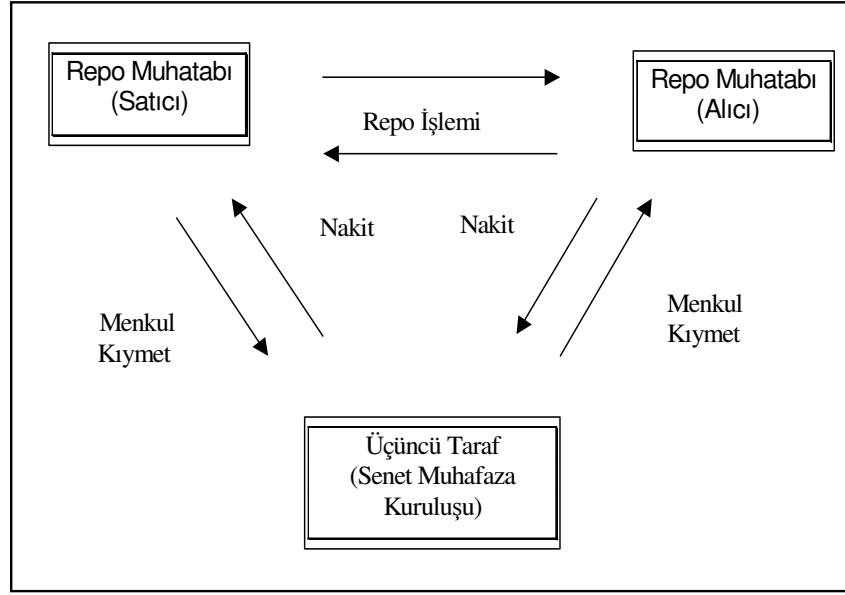 Repo Muhatabı
(Satıcı)
Repo Muhatabı
(Alıcı)
Repo İşlemi
Nakit
Nakit
Menkul
Kıymet
Menkul
Kıymet
Üçüncü Taraf
(Senet Muhafaza
Kuruluşu)